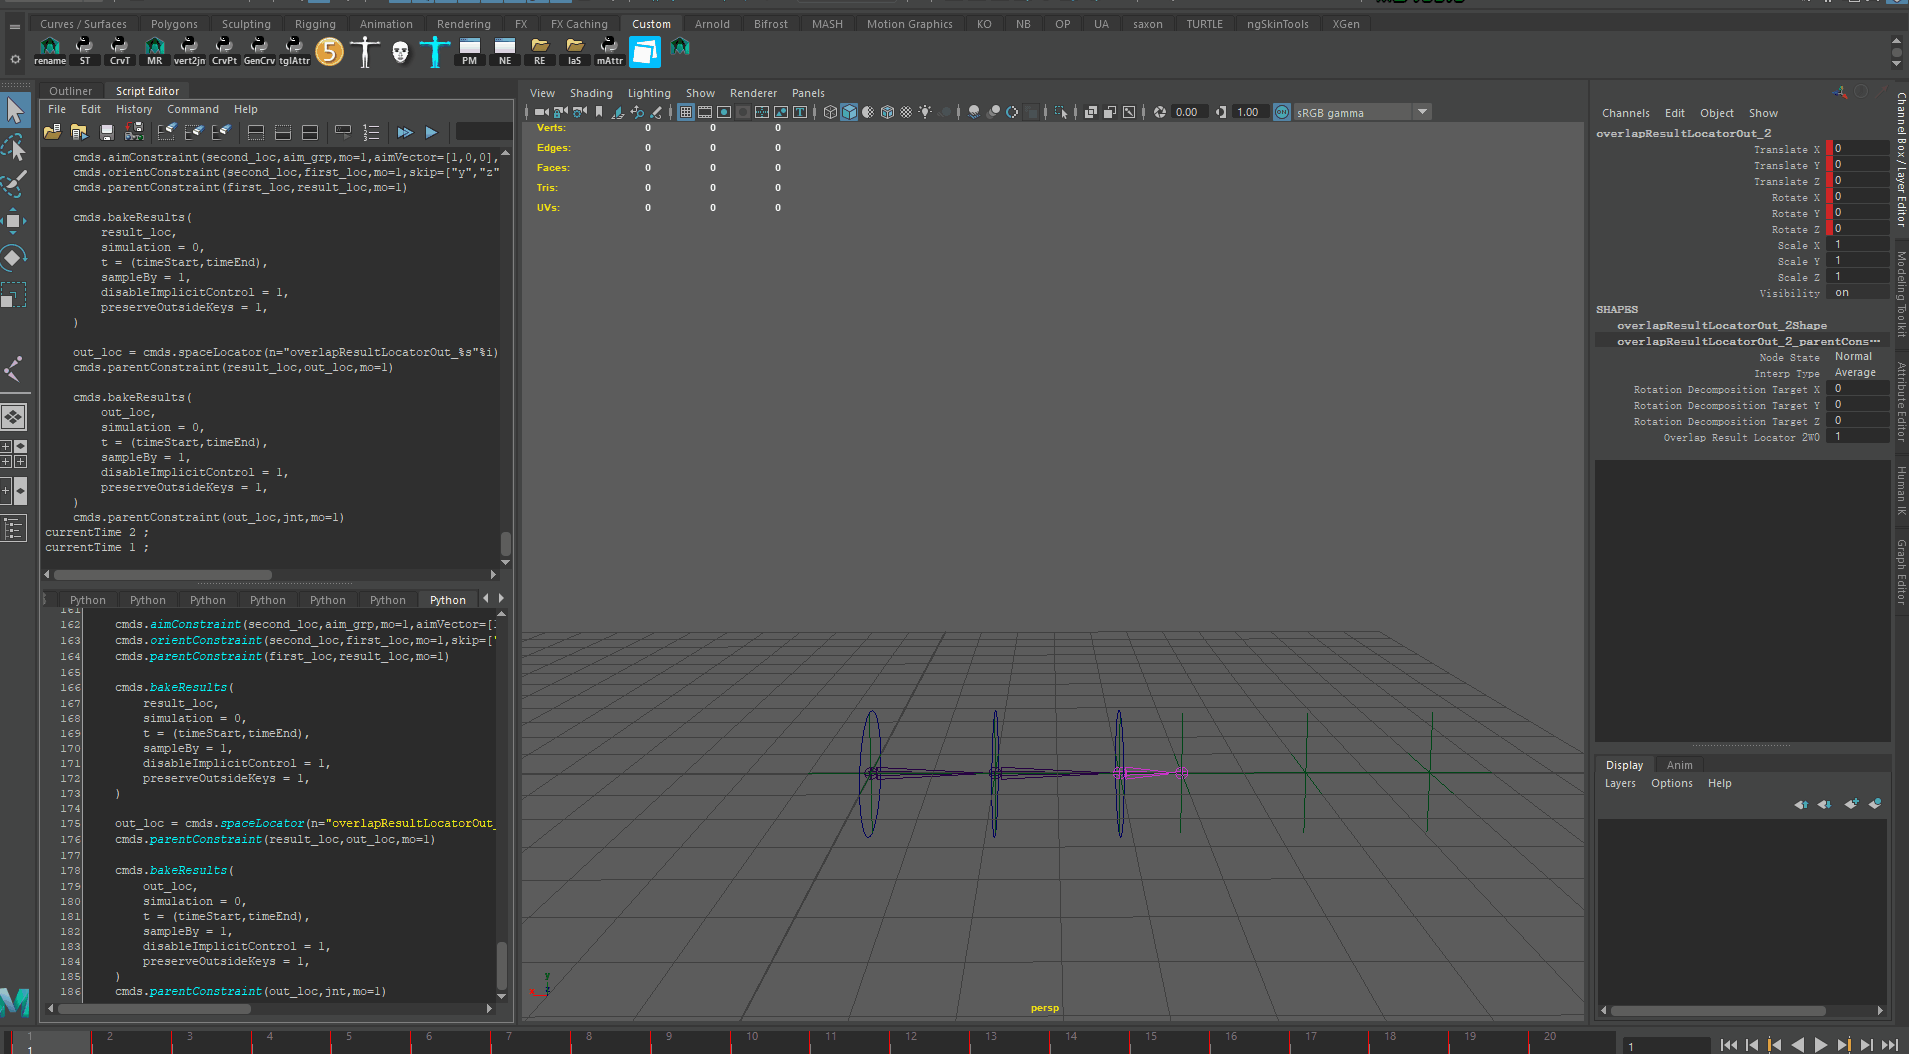 Curves / Surfaces Polygons Sculpting Rigging Animation Rendering FX FX Caching Custom Arnold Bifrost MASH Motion Graphics KO NB OP UA saxon TURTLE ngSkinTools XGen
rename ST CrvT MR vert2jn CrvPt GenCrv tglAttr 5 PM NE RE IaS mAttr
Outliner Script Editor
File Edit History Command Help
cmds.aimConstraint(second_loc,aim_grp,mo=1,aimVector=[1,0,0],
cmds.orientConstraint(second_loc,first_loc,mo=1,skip=["y","z"
cmds.parentConstraint(first_loc,result_loc,mo=1)
cmds.bakeResults(
result_loc,
simulation = 0,
t = (timeStart,timeEnd),
sampleBy = 1,
disableImplicitControl = 1,
preserveOutsideKeys = 1,
)
out_loc = cmds.spaceLocator(n="overlapResultLocatorOut_%s"%i)
cmds.parentConstraint(result_loc,out_loc,mo=1)
cmds.bakeResults(
out_loc,
simulation = 0,
t = (timeStart,timeEnd),
sampleBy = 1,
disableImplicitControl = 1,
preserveOutsideKeys = 1,
)
cmds.parentConstraint(out_loc,jnt,mo=1)
currentTime 2 ;
currentTime 1 ;
Python Python Python Python Python Python Python
161
162 cmds.aimConstraint(second_loc,aim_grp,mo=1,aimVector=[
163 cmds.orientConstraint(second_loc,first_loc,mo=1,skip=["
164 cmds.parentConstraint(first_loc,result_loc,mo=1)
165
166 cmds.bakeResults(
167 result_loc,
168 simulation = 0,
169 t = (timeStart,timeEnd),
170 sampleBy = 1,
171 disableImplicitControl = 1,
172 preserveOutsideKeys = 1,
173 )
174
175 out_loc = cmds.spaceLocator(n="overlapResultLocatorOut_
176 cmds.parentConstraint(result_loc,out_loc,mo=1)
177
178 cmds.bakeResults(
179 out_loc,
180 simulation = 0,
181 t = (timeStart,timeEnd),
182 sampleBy = 1,
183 disableImplicitControl = 1,
184 preserveOutsideKeys = 1,
185 )
186 cmds.parentConstraint(out_loc,jnt,mo=1)
View Shading Lighting Show Renderer Panels
0.00 1.00 sRGB gamma
Verts: 0 0 0
Edges: 0 0 0
Faces: 0 0 0
Tris: 0 0 0
UVs: 0 0 0
y
z
persp
Channels Edit Object Show
overlapResultLocatorOut_2
Translate X 0
Translate Y 0
Translate Z 0
Rotate X 0
Rotate Y 0
Rotate Z 0
Scale X 1
Scale Y 1
Scale Z 1
Visibility on
SHAPES
overlapResultLocatorOut_2Shape
overlapResultLocatorOut_2_parentCons…
Node State Normal
Interp Type Average
Rotation Decomposition Target X 0
Rotation Decomposition Target Y 0
Rotation Decomposition Target Z 0
Overlap Result Locator 2W0 1
Display Anim
Layers Options Help
Channel Box / Layer Editor
Modeling Toolkit
Attribute Editor
Human IK
Graph Editor
1 2 3 4 5 6 7 8 9 10 11 12 13 14 15 16 17 18 19 20
1
1